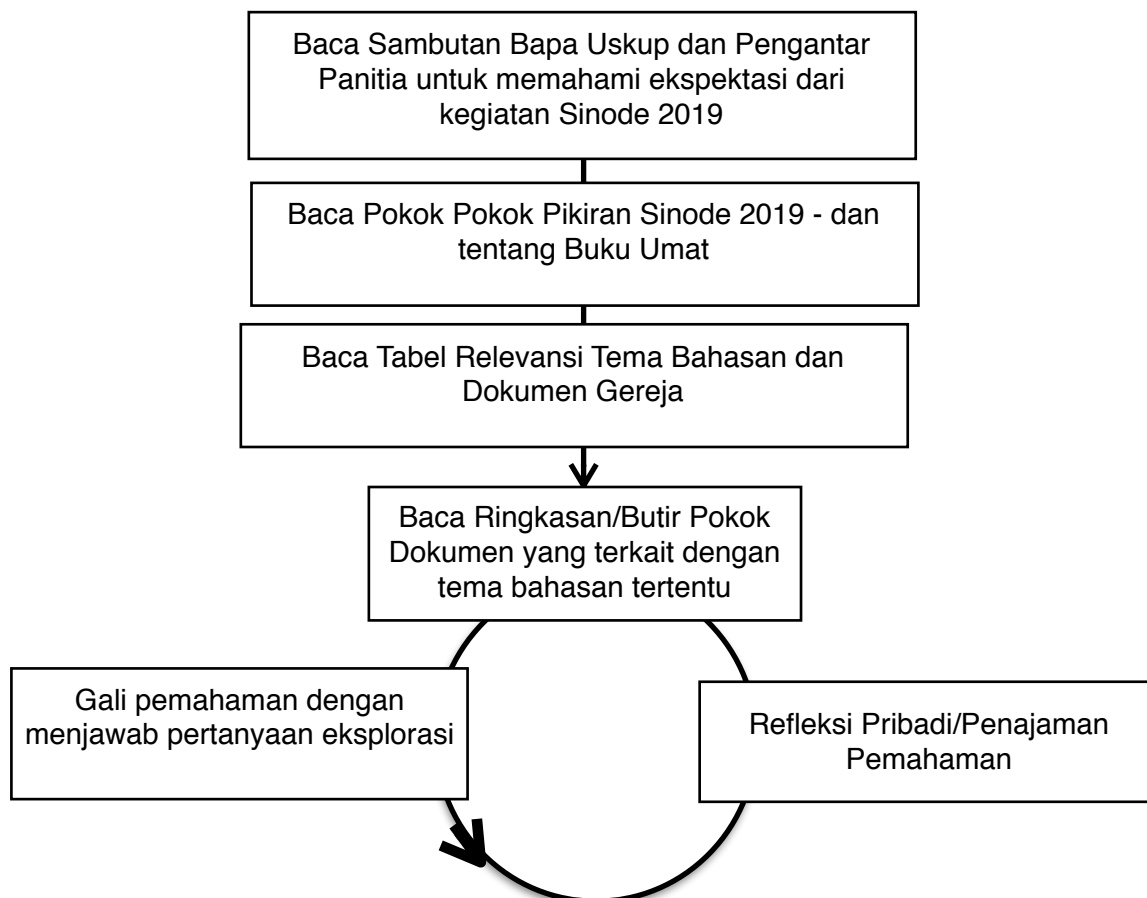 Baca Sambutan Bapa Uskup dan Pengantar
Panitia untuk memahami ekspektasi dari
kegiatan Sinode 2019
Baca Pokok Pokok Pikiran Sinode 2019 - dan
tentang Buku Umat
Baca Tabel Relevansi Tema Bahasan dan
Dokumen Gereja
Baca Ringkasan/Butir Pokok
Dokumen yang terkait dengan
tema bahasan tertentu
Gali pemahaman dengan
menjawab pertanyaan eksplorasi
Refleksi Pribadi/Penajaman
Pemahaman